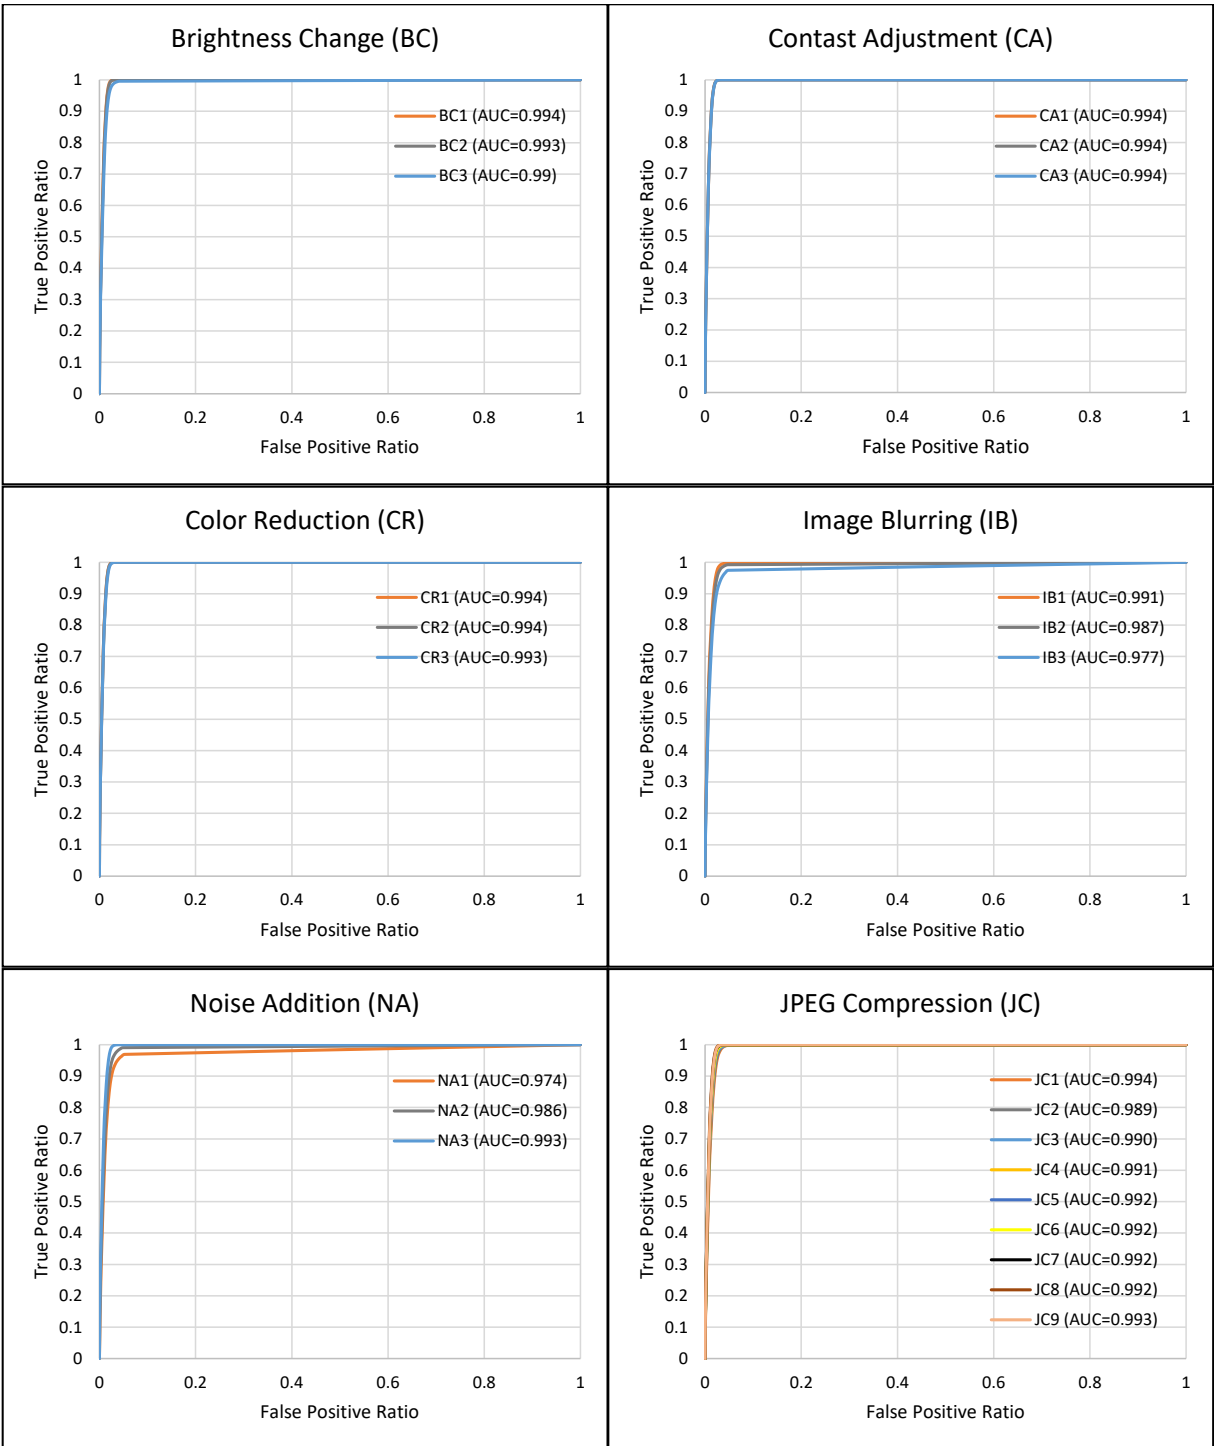 Brightness Change (BC)
1
0.9
0.8
0.7
0.6
0.5
0.4
0.3
0.2
0.1
0
True Positive Ratio
BC1 (AUC=0.994)
BC2 (AUC=0.993)
BC3 (AUC=0.99)
0 0.2 0.4 0.6 0.8 1
False Positive Ratio
Contast Adjustment (CA)
1
0.9
0.8
0.7
0.6
0.5
0.4
0.3
0.2
0.1
0
True Positive Ratio
CA1 (AUC=0.994)
CA2 (AUC=0.994)
CA3 (AUC=0.994)
0 0.2 0.4 0.6 0.8 1
False Positive Ratio
Color Reduction (CR)
1
0.9
0.8
0.7
0.6
0.5
0.4
0.3
0.2
0.1
0
True Positive Ratio
CR1 (AUC=0.994)
CR2 (AUC=0.994)
CR3 (AUC=0.993)
0 0.2 0.4 0.6 0.8 1
False Positive Ratio
Image Blurring (IB)
1
0.9
0.8
0.7
0.6
0.5
0.4
0.3
0.2
0.1
0
True Positive Ratio
IB1 (AUC=0.991)
IB2 (AUC=0.987)
IB3 (AUC=0.977)
0 0.2 0.4 0.6 0.8 1
False Positive Ratio
Noise Addition (NA)
1
0.9
0.8
0.7
0.6
0.5
0.4
0.3
0.2
0.1
0
True Positive Ratio
NA1 (AUC=0.974)
NA2 (AUC=0.986)
NA3 (AUC=0.993)
0 0.2 0.4 0.6 0.8 1
False Positive Ratio
JPEG Compression (JC)
1
0.9
0.8
0.7
0.6
0.5
0.4
0.3
0.2
0.1
0
True Positive Ratio
JC1 (AUC=0.994)
JC2 (AUC=0.989)
JC3 (AUC=0.990)
JC4 (AUC=0.991)
JC5 (AUC=0.992)
JC6 (AUC=0.992)
JC7 (AUC=0.992)
JC8 (AUC=0.992)
JC9 (AUC=0.993)
0 0.2 0.4 0.6 0.8 1
False Positive Ratio